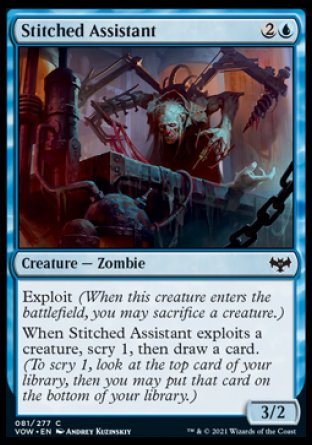 Stitched Assistant 2
Creature — Zombie
Exploit (When this creature enters the
battlefield, you may sacrifice a creature.)
When Stitched Assistant exploits a
creature, scry 1, then draw a card.
(To scry 1, look at the top card of your
library, then you may put that card on
the bottom of your library.)
3/2
081/277 C
VOW • EN ANDREY KUZINSKIY
™ & © 2021 Wizards of the Coast